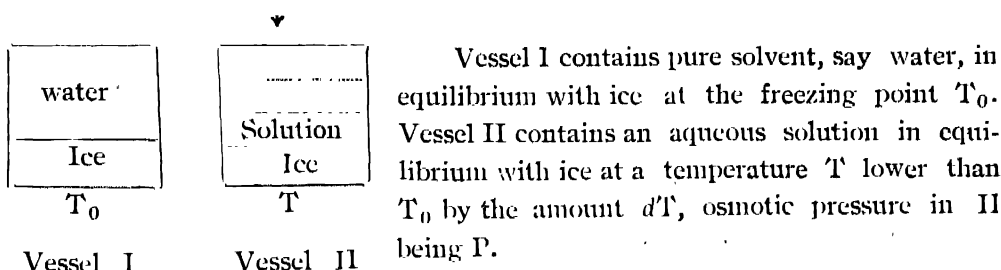 water
Ice
T₀
Vessel I
Solution
Ice
T
Vessel II
Vessel I contains pure solvent, say water, in
equilibrium with ice at the freezing point T₀.
Vessel II contains an aqueous solution in equi-
librium with ice at a temperature T lower than
T₀ by the amount dT, osmotic pressure in II
being P.